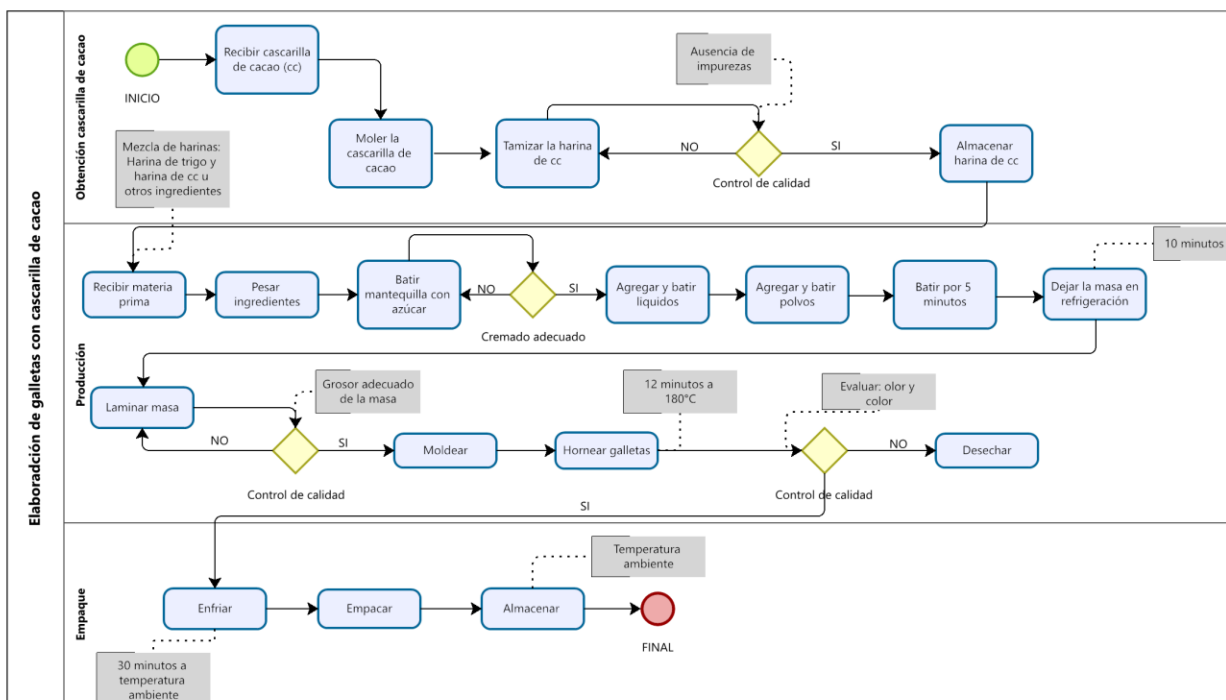 Elaboradción de galletas con cascarilla de cacao
Obtención cascarilla de cacao
INICIO
Recibir cascarilla
de cacao (cc)
Moler la
cascarilla de
cacao
Tamizar la harina
de cc
Ausencia de
impurezas
NO
SI
Control de calidad
Almacenar
harina de cc
Mezcla de harinas:
Harina de trigo y
harina de cc u
otros ingredientes
Producción
Recibir materia
prima
Pesar
ingredientes
Batir
mantequilla con
azúcar
NO
SI
Cremado adecuado
Agregar y batir
líquidos
Agregar y batir
polvos
Batir por 5
minutos
Dejar la masa en
refrigeración
10 minutos
Laminar masa
Grosor adecuado
de la masa
NO
SI
Control de calidad
Moldear
Hornear galletas
12 minutos a
180°C
Evaluar: olor y
color
NO
Control de calidad
Desechar
SI
Empaque
Enfriar
30 minutos a
temperatura
ambiente
Empacar
Almacenar
Temperatura
ambiente
FINAL